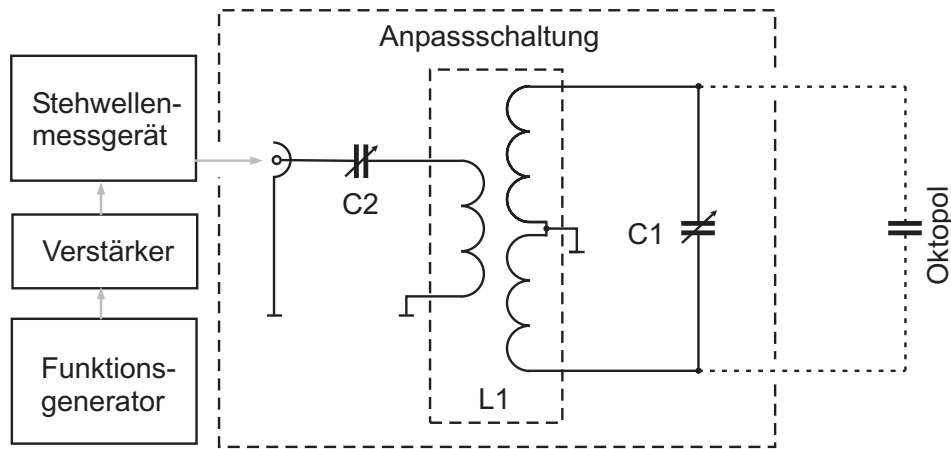 Anpassschaltung
Stehwellen-
messgerät
C2
Verstärker
C1
Oktopol
Funktions-
generator
L1